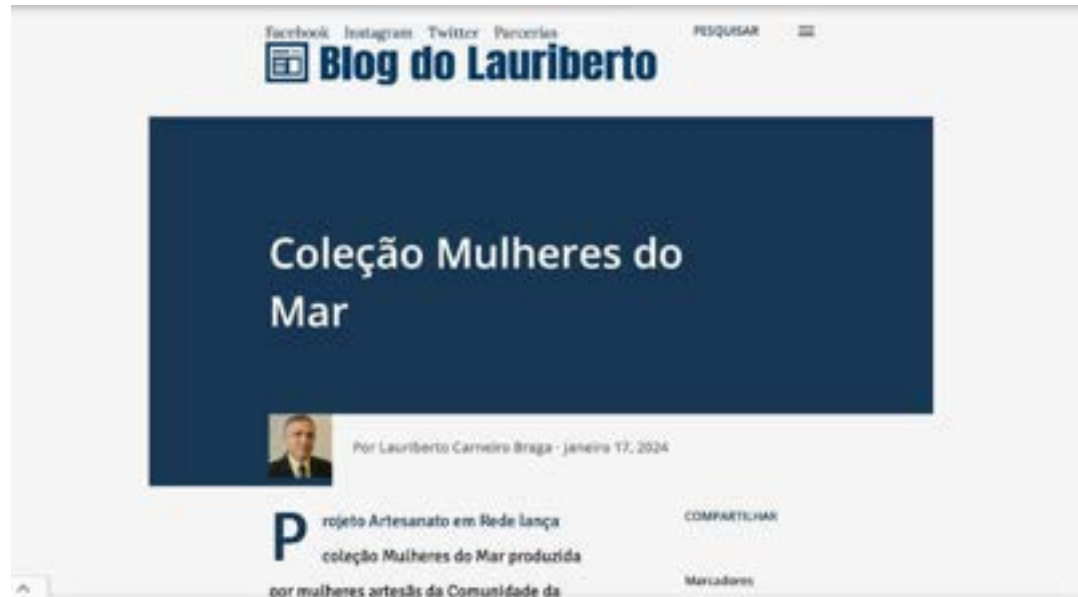 Facebook Instagram Twitter Parcerias
PESQUISAR
Blog do Lauriberto
Coleção Mulheres do
Mar
Por Lauriberto Carneiro Braga - janeiro 17, 2024
Projeto Artesanato em Rede lança
coleção Mulheres do Mar produzida
por mulheres artesãs da Comunidade da
COMPARTILHAR
Marcadores